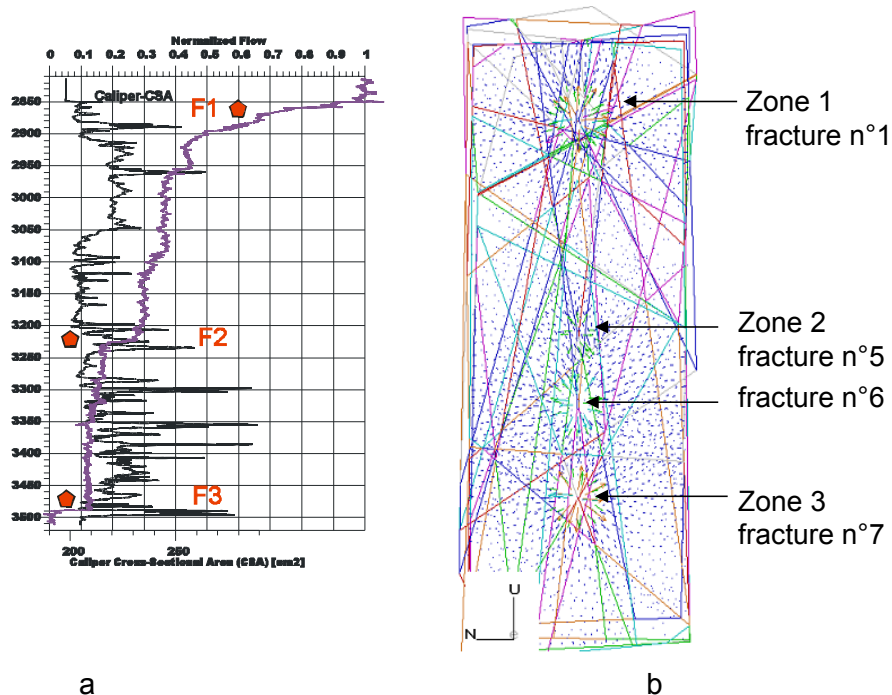 Normalized Flow
0 0.1 0.2 0.3 0.4 0.5 0.6 0.7 0.8 0.9 1
Caliper-CSA
F1
2850
2900
2950
3000
3050
3100
3150
3200
F2
3250
3300
3350
3400
3450
F3
3500
200 250
Caliper Cross-Sectional Area (CSA) [cm2]
a
Zone 1
fracture n°1
Zone 2
fracture n°5
fracture n°6
Zone 3
fracture n°7
U
N
b